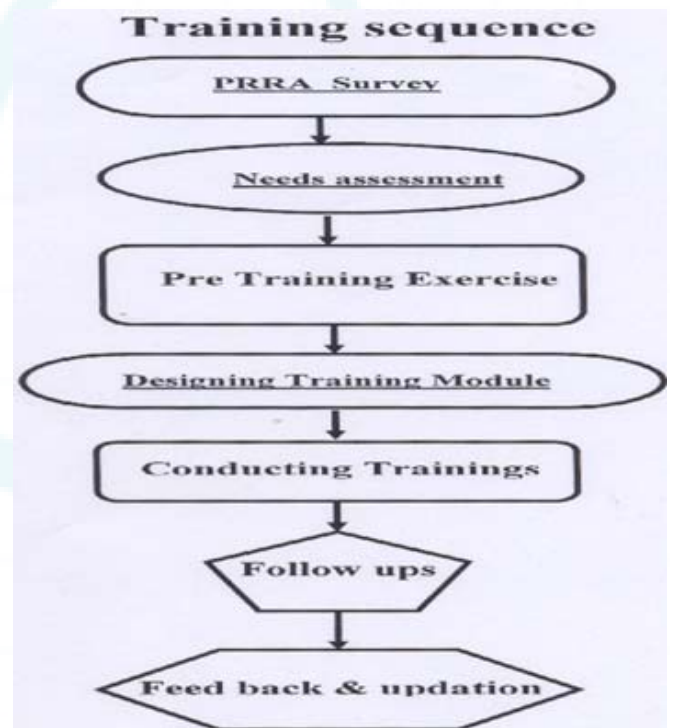 Training sequence
PRRA Survey
Needs assessment
Pre Training Exercise
Designing Training Module
Conducting Trainings
Follow ups
Feed back & updation